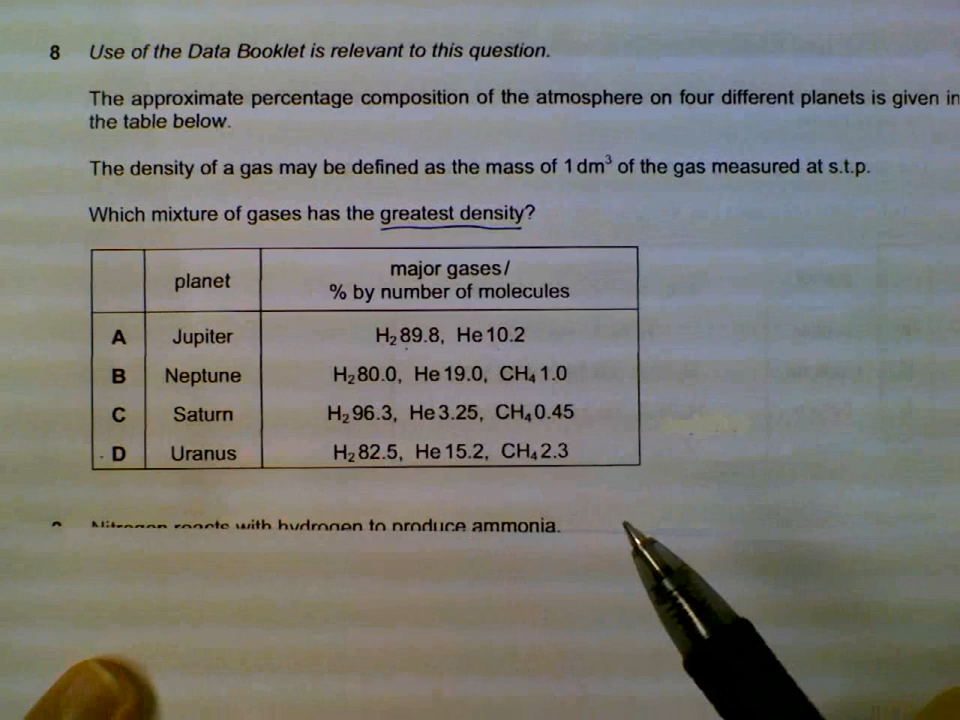 8 Use of the Data Booklet is relevant to this question.
The approximate percentage composition of the atmosphere on four different planets is given in
the table below.
The density of a gas may be defined as the mass of 1 dm³ of the gas measured at s.t.p.
Which mixture of gases has the greatest density?
planet major gases/
% by number of molecules
A Jupiter H₂ 89.8, He 10.2
B Neptune H₂ 80.0, He 19.0, CH₄ 1.0
C Saturn H₂ 96.3, He 3.25, CH₄ 0.45
D Uranus H₂ 82.5, He 15.2, CH₄ 2.3
Nitrogen reacts with hydrogen to produce ammonia.